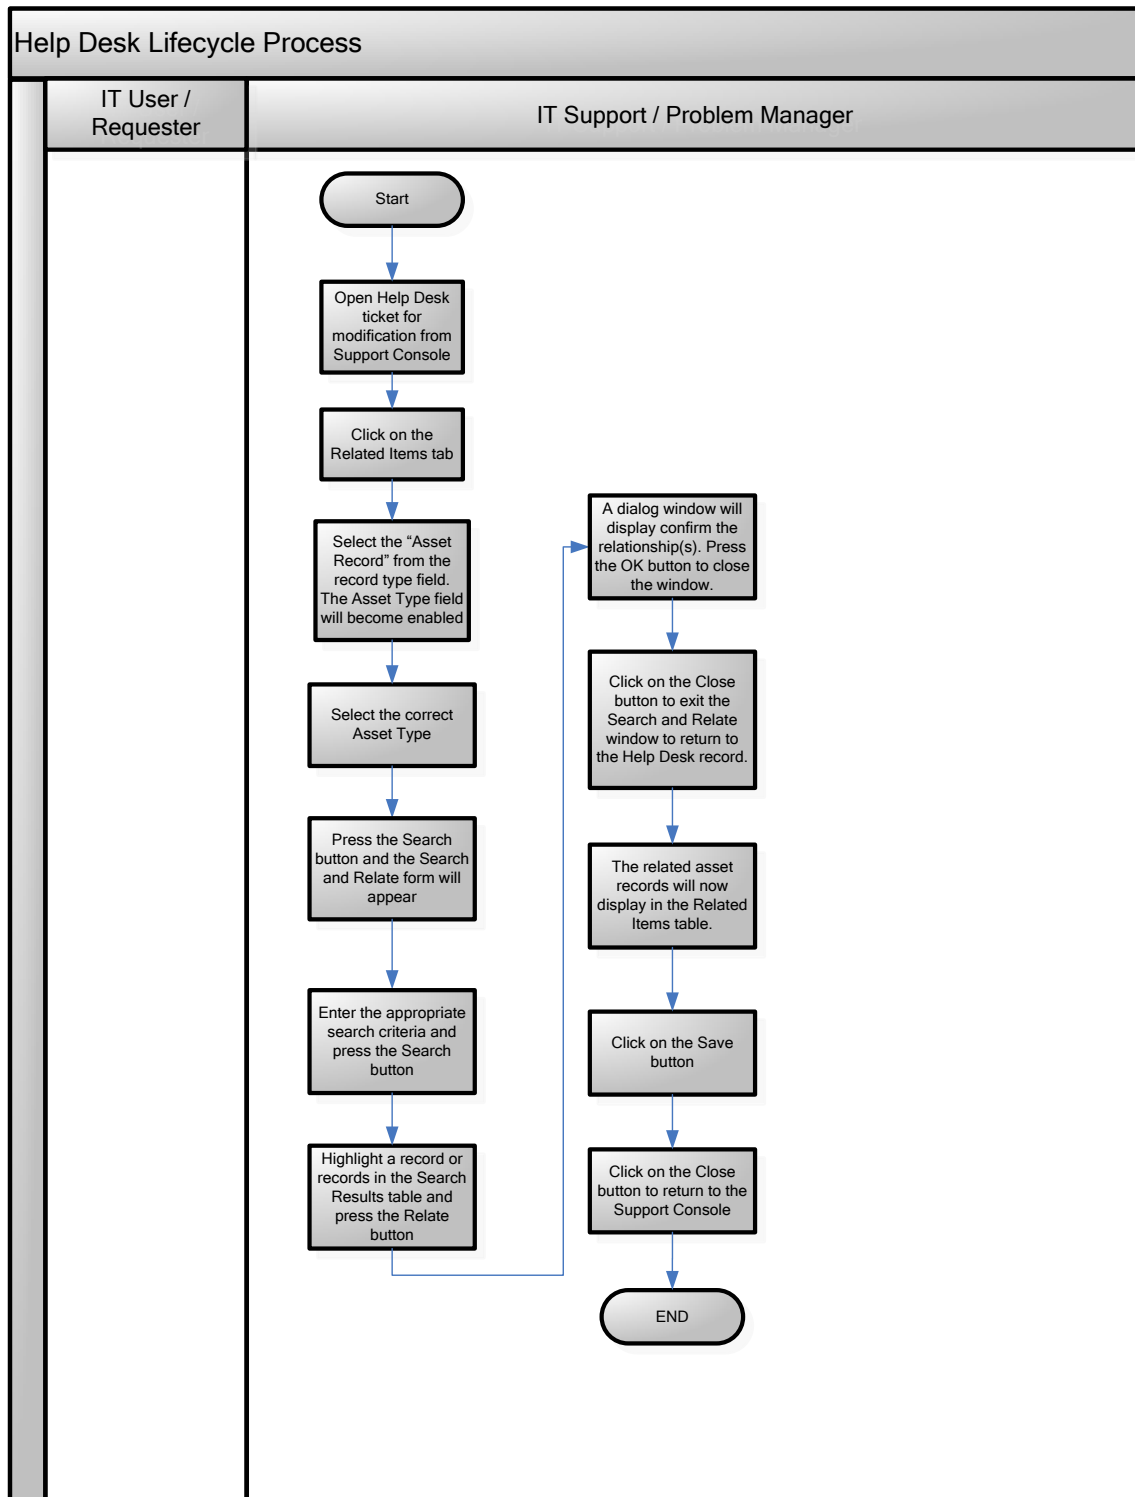 Help Desk Lifecycle Process
IT User /
Requester
IT Support / Problem Manager
Start
Open Help Desk
ticket for
modification from
Support Console
Click on the
Related Items tab
Select the “Asset
Record” from the
record type field.
The Asset Type field
will become enabled
Select the correct
Asset Type
Press the Search
button and the Search
and Relate form will
appear
Enter the appropriate
search criteria and
press the Search
button
Highlight a record or
records in the Search
Results table and
press the Relate
button
A dialog window will
display confirm the
relationship(s). Press
the OK button to close
the window.
Click on the Close
button to exit the
Search and Relate
window to return to
the Help Desk record.
The related asset
records will now
display in the Related
Items table.
Click on the Save
button
Click on the Close
button to return to the
Support Console
END